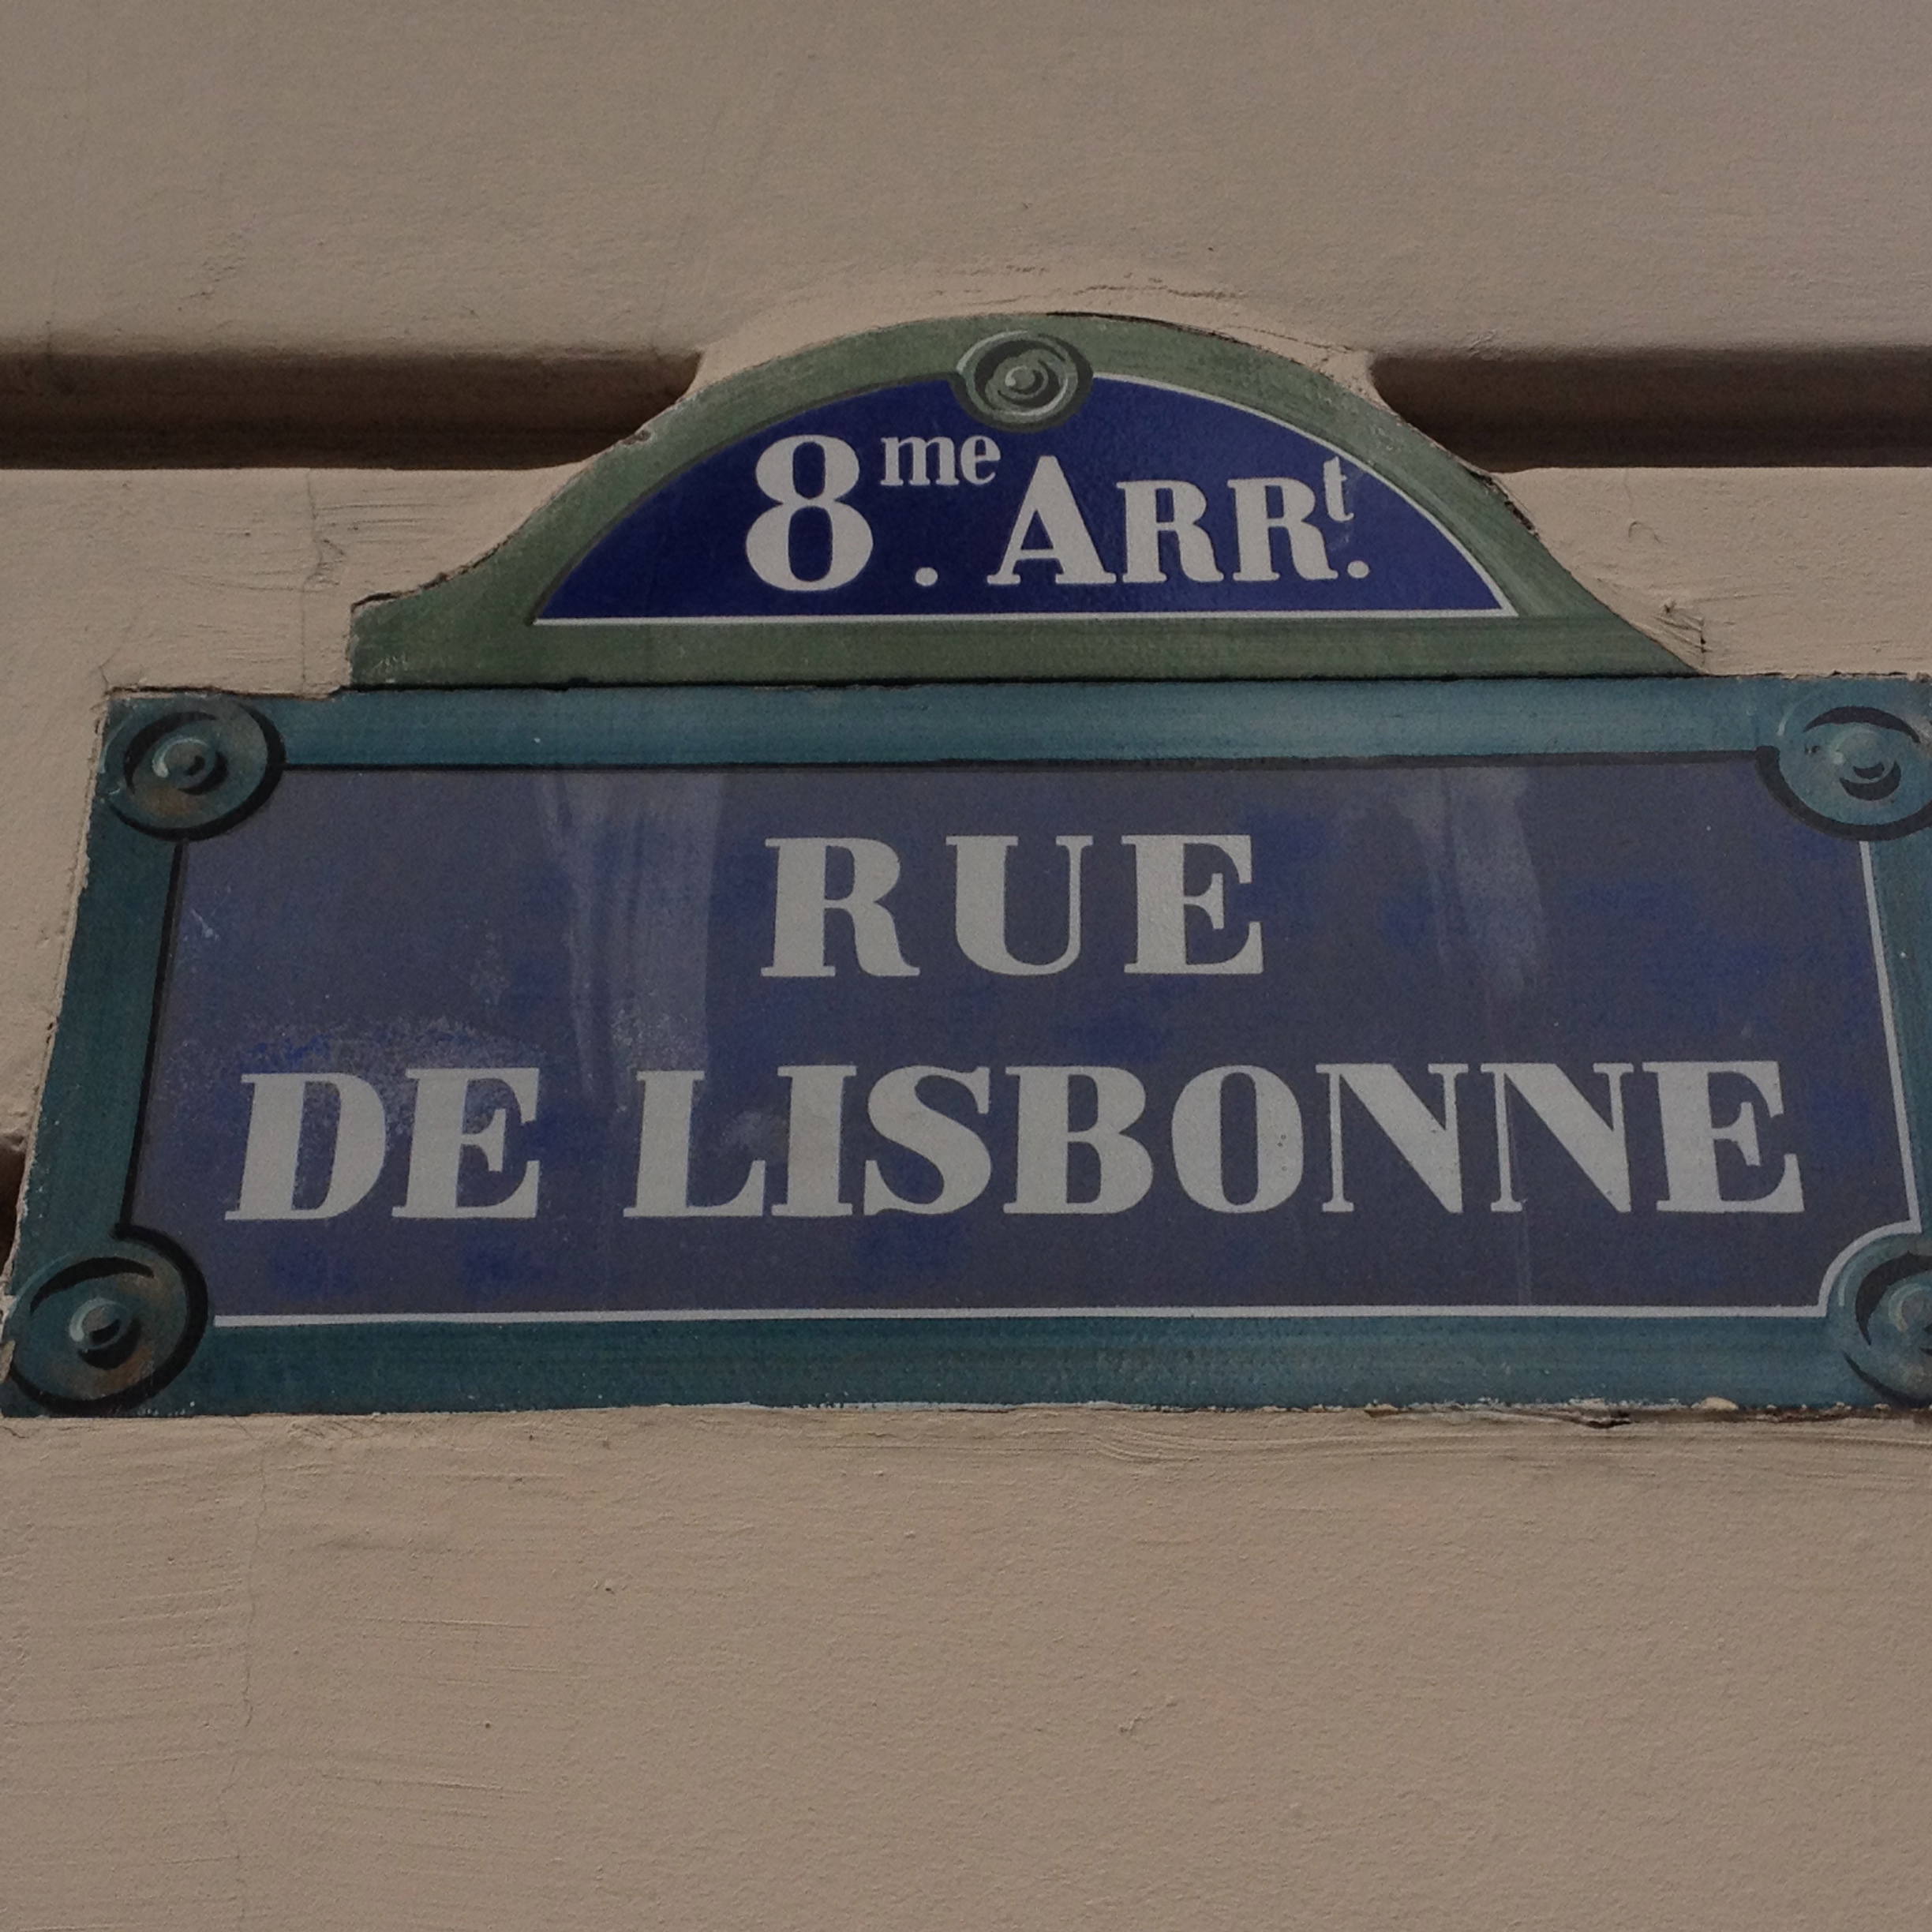 8me. ARRt.
RUE
DE LISBONNE